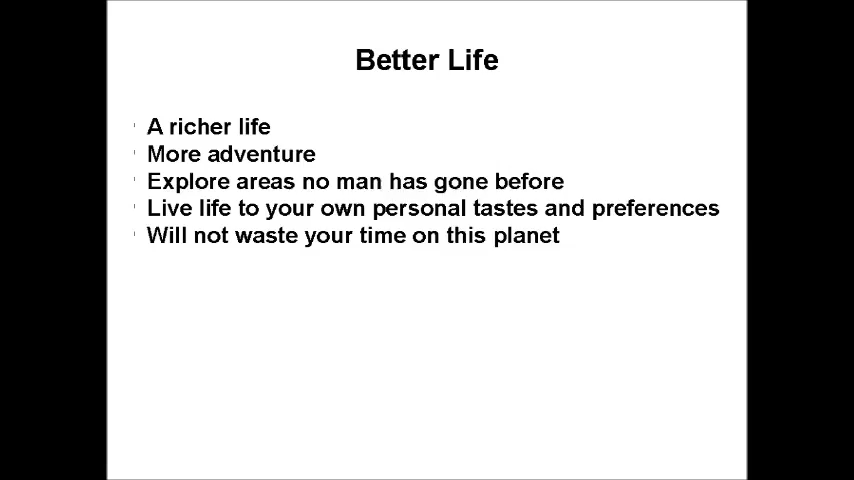 Better Life
A richer life
More adventure
Explore areas no man has gone before
Live life to your own personal tastes and preferences
Will not waste your time on this planet